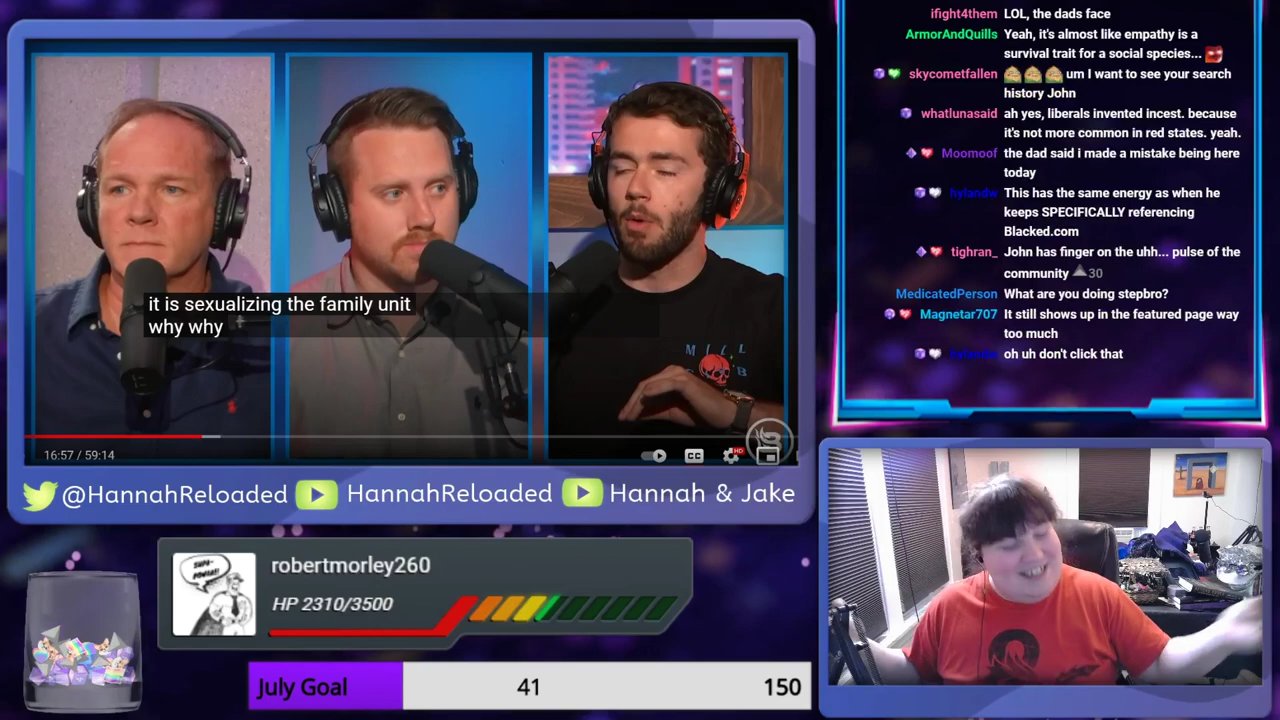 it is sexualizing the family unit
why why
M I L L
16:57 / 59:14
CC
HD
@HannahReloaded
HannahReloaded
Hannah & Jake
robertmorley260
HP 2310/3500
July Goal
41
150
ifight4them LOL, the dads face
ArmorAndQuills Yeah, it's almost like empathy is a
survival trait for a social species...
skycometfallen um I want to see your search
history John
whatlunasaid ah yes, liberals invented incest. because
it's not more common in red states. yeah.
Moomoof the dad said i made a mistake being here
today
hylandw This has the same energy as when he
keeps SPECIFICALLY referencing
Blacked.com
tighran_ John has finger on the uhh... pulse of the
community 30
MedicatedPerson What are you doing stepbro?
Magnetar707 It still shows up in the featured page way
too much
hylandw oh uh don't click that